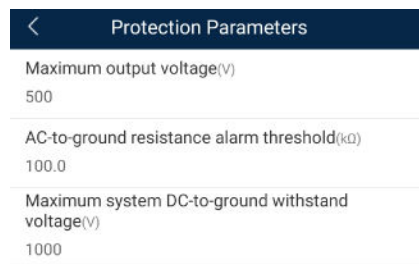 Protection Parameters
Maximum output voltage(V)
500
AC-to-ground resistance alarm threshold(kΩ)
100.0
Maximum system DC-to-ground withstand
voltage(V)
1000